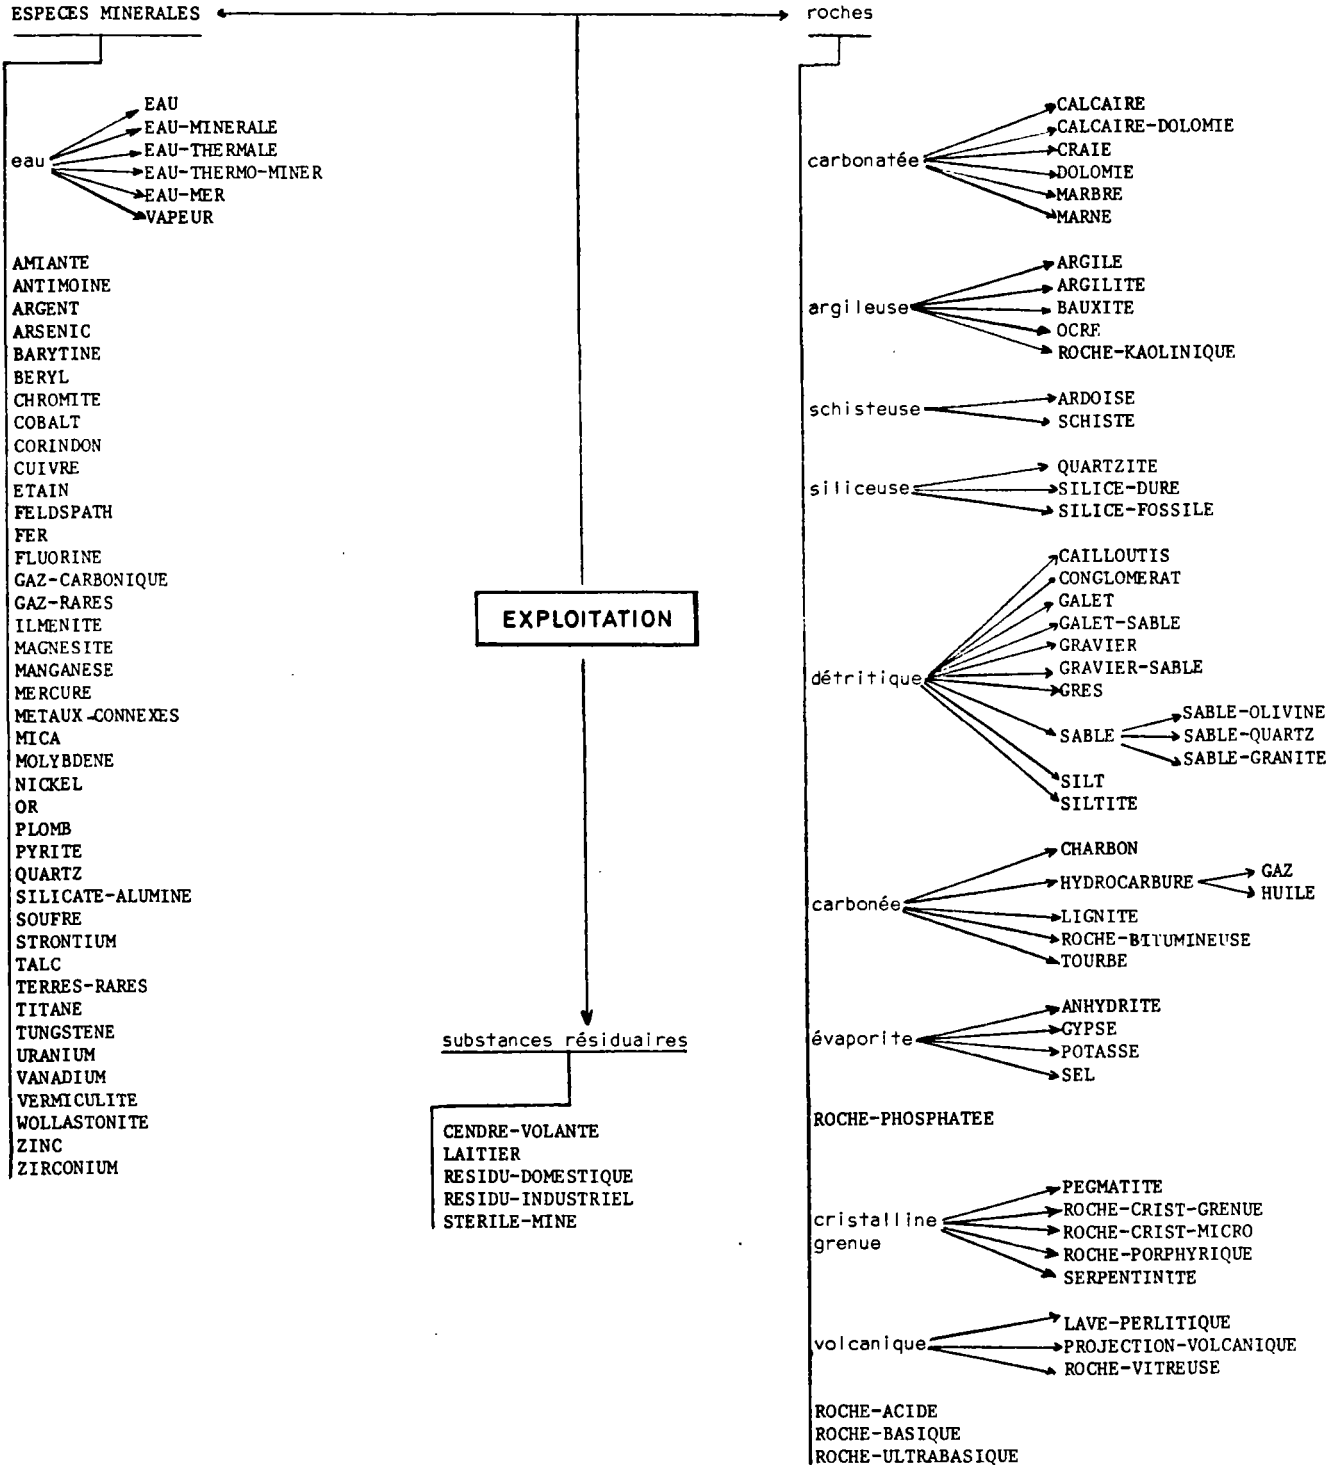 ESPECES MINERALES
eau
EAU
EAU-MINERALE
EAU-THERMALE
EAU-THERMO-MINER
EAU-MER
VAPEUR
AMIANTE
ANTIMOINE
ARGENT
ARSENIC
BARYTINE
BERYL
CHROMITE
COBALT
CORINDON
CUIVRE
ETAIN
FELDSPATH
FER
FLUORINE
GAZ-CARBONIQUE
GAZ-RARES
ILMENITE
MAGNESITE
MANGANESE
MERCURE
METAUX-CONNEXES
MICA
MOLYBDENE
NICKEL
OR
PLOMB
PYRITE
QUARTZ
SILICATE-ALUMINE
SOUFRE
STRONTIUM
TALC
TERRES-RARES
TITANE
TUNGSTENE
URANIUM
VANADIUM
VERMICULITE
WOLLASTONITE
ZINC
ZIRCONIUM
EXPLOITATION
substances résiduaires
CENDRE-VOLANTE
LAITIER
RESIDU-DOMESTIQUE
RESIDU-INDUSTRIEL
STERILE-MINE
roches
carbonatée
CALCAIRE
CALCAIRE-DOLOMIE
CRAIE
DOLOMIE
MARBRE
MARNE
argileuse
ARGILE
ARGILITE
BAUXITE
OCRE
ROCHE-KAOLINIQUE
schisteuse
ARDOISE
SCHISTE
siliceuse
QUARTZITE
SILICE-DURE
SILICE-FOSSILE
détritique
CAILLOUTIS
CONGLOMERAT
GALET
GALET-SABLE
GRAVIER
GRAVIER-SABLE
GRES
SABLE
SABLE-OLIVINE
SABLE-QUARTZ
SABLE-GRANITE
SILT
SILTITE
carbonée
CHARBON
HYDROCARBURE
GAZ
HUILE
LIGNITE
ROCHE-BITUMINEUSE
TOURBE
évaporite
ANHYDRITE
GYPSE
POTASSE
SEL
ROCHE-PHOSPHATEE
cristalline
grenue
PEGMATITE
ROCHE-CRIST-GRENUE
ROCHE-CRIST-MICRO
ROCHE-PORPHYRIQUE
SERPENTINITE
volcanique
LAVE-PERLITIQUE
PROJECTION-VOLCANIQUE
ROCHE-VITREUSE
ROCHE-ACIDE
ROCHE-BASIQUE
ROCHE-ULTRABASIQUE